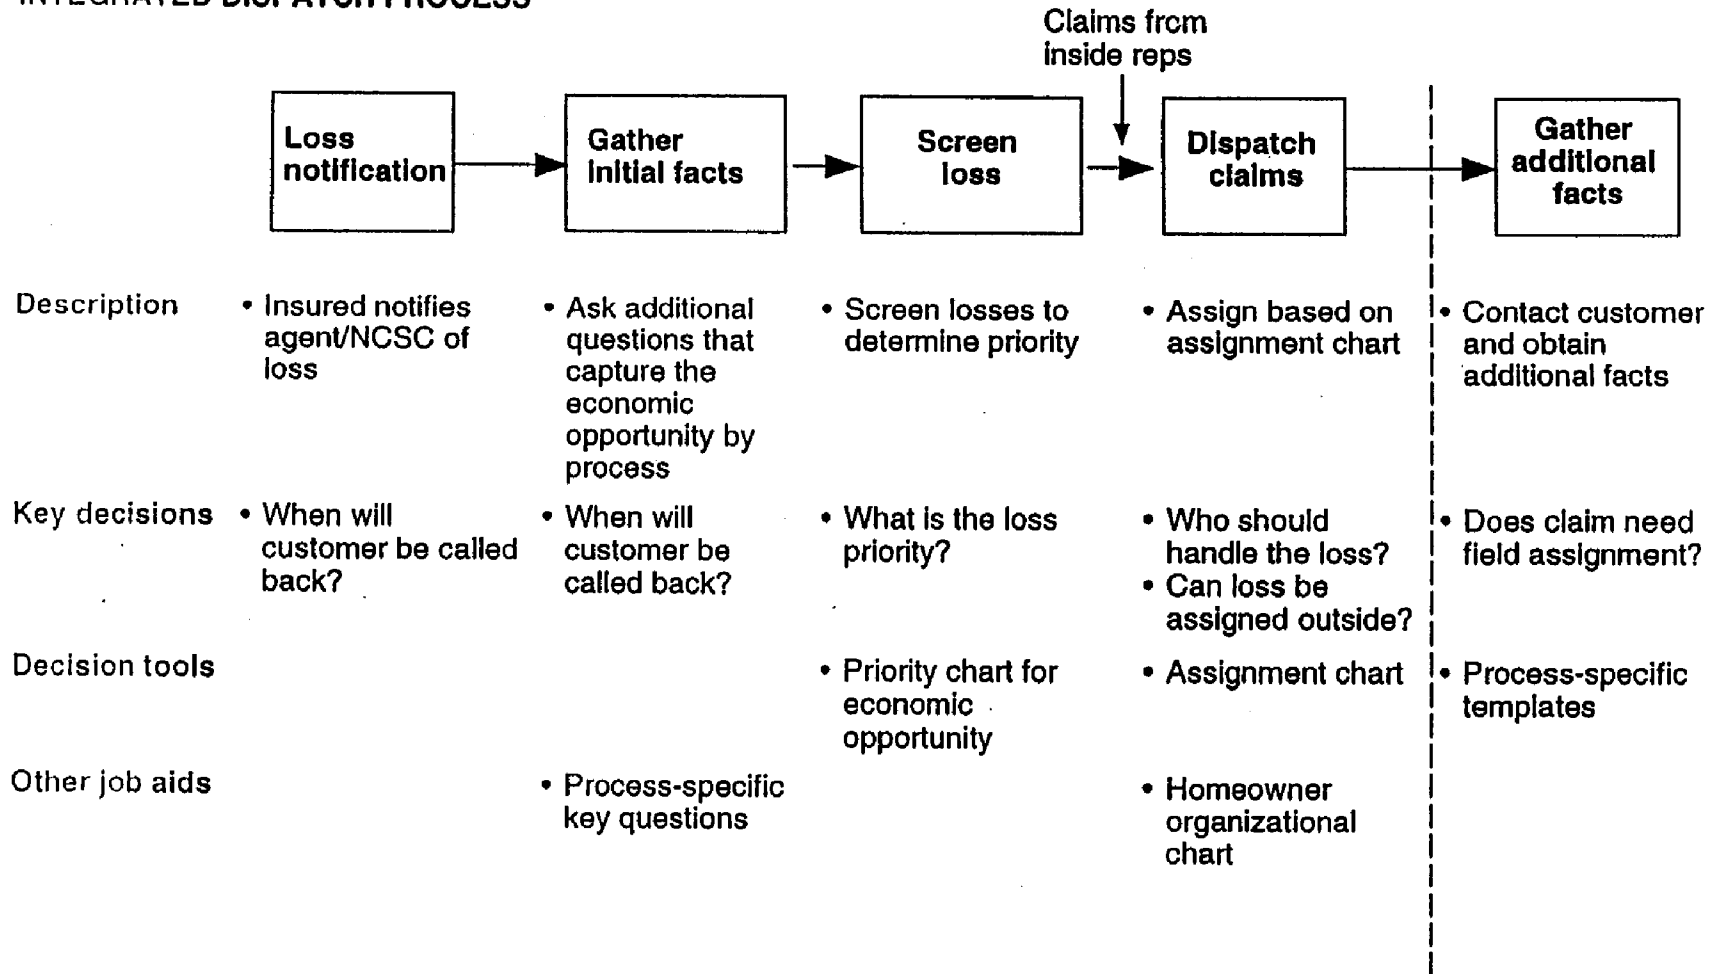 INTEGRATED DISPATCH PROCESS
Claims from
inside reps
Loss
notification
Gather
initial facts
Screen
loss
Dispatch
claims
Gather
additional
facts
Description
• Insured notifies
agent/NCSC of
loss
• Ask additional
questions that
capture the
economic
opportunity by
process
• Screen losses to
determine priority
• Assign based on
assignment chart
• Contact customer
and obtain
additional facts
Key decisions
• When will
customer be called
back?
• When will
customer be
called back?
• What is the loss
priority?
• Who should
handle the loss?
• Can loss be
assigned outside?
• Does claim need
field assignment?
Decision tools
• Priority chart for
economic
opportunity
• Assignment chart
• Process-specific
templates
Other job aids
• Process-specific
key questions
• Homeowner
organizational
chart